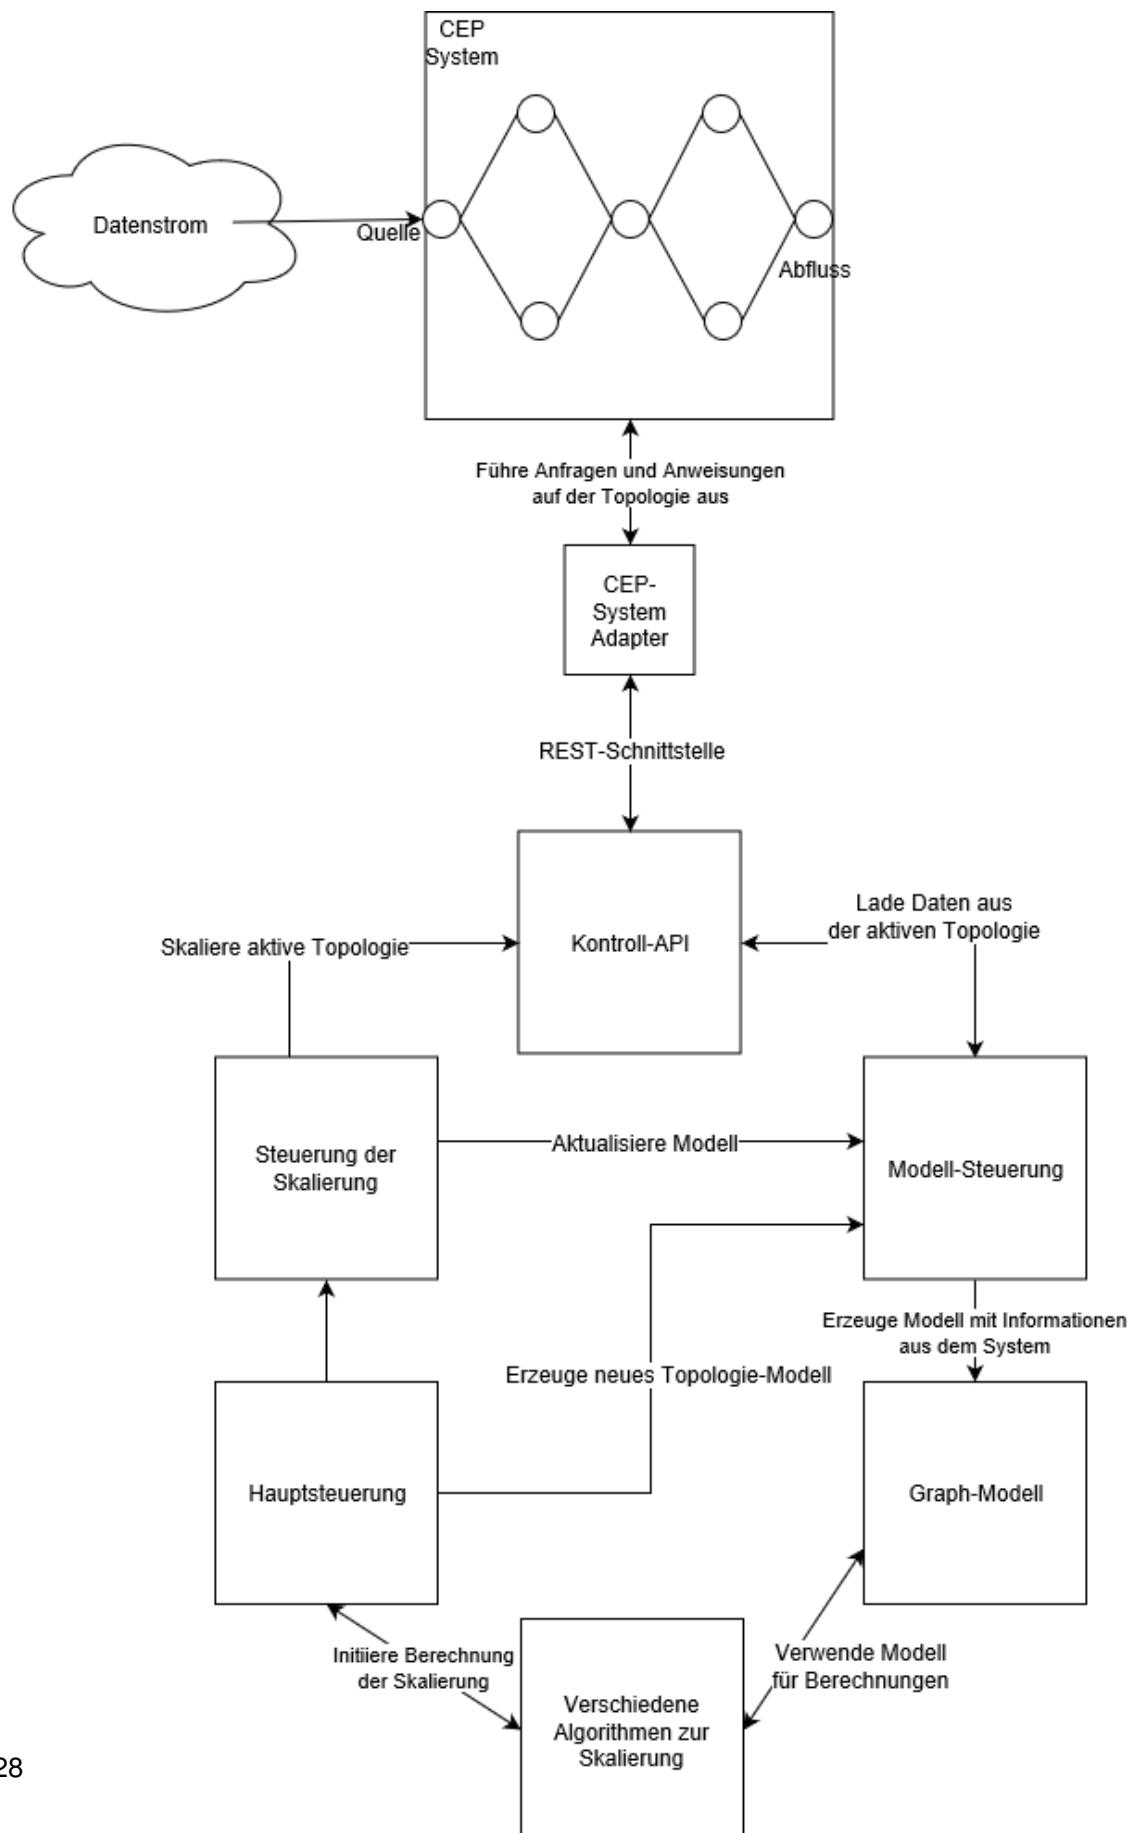 CEP
System
Datenstrom
Quelle
Abfluss
Führe Anfragen und Anweisungen
auf der Topologie aus
CEP-
System
Adapter
REST-Schnittstelle
Lade Daten aus
der aktiven Topologie
Skaliere aktive Topologie
Kontroll-API
Steuerung der
Skalierung
Aktualisiere Modell
Modell-Steuerung
Erzeuge Modell mit Informationen
aus dem System
Erzeuge neues Topologie-Modell
Hauptsteuerung
Graph-Modell
Initiiere Berechnung
der Skalierung
Verwende Modell
für Berechnungen
Verschiedene
Algorithmen zur
Skalierung
28